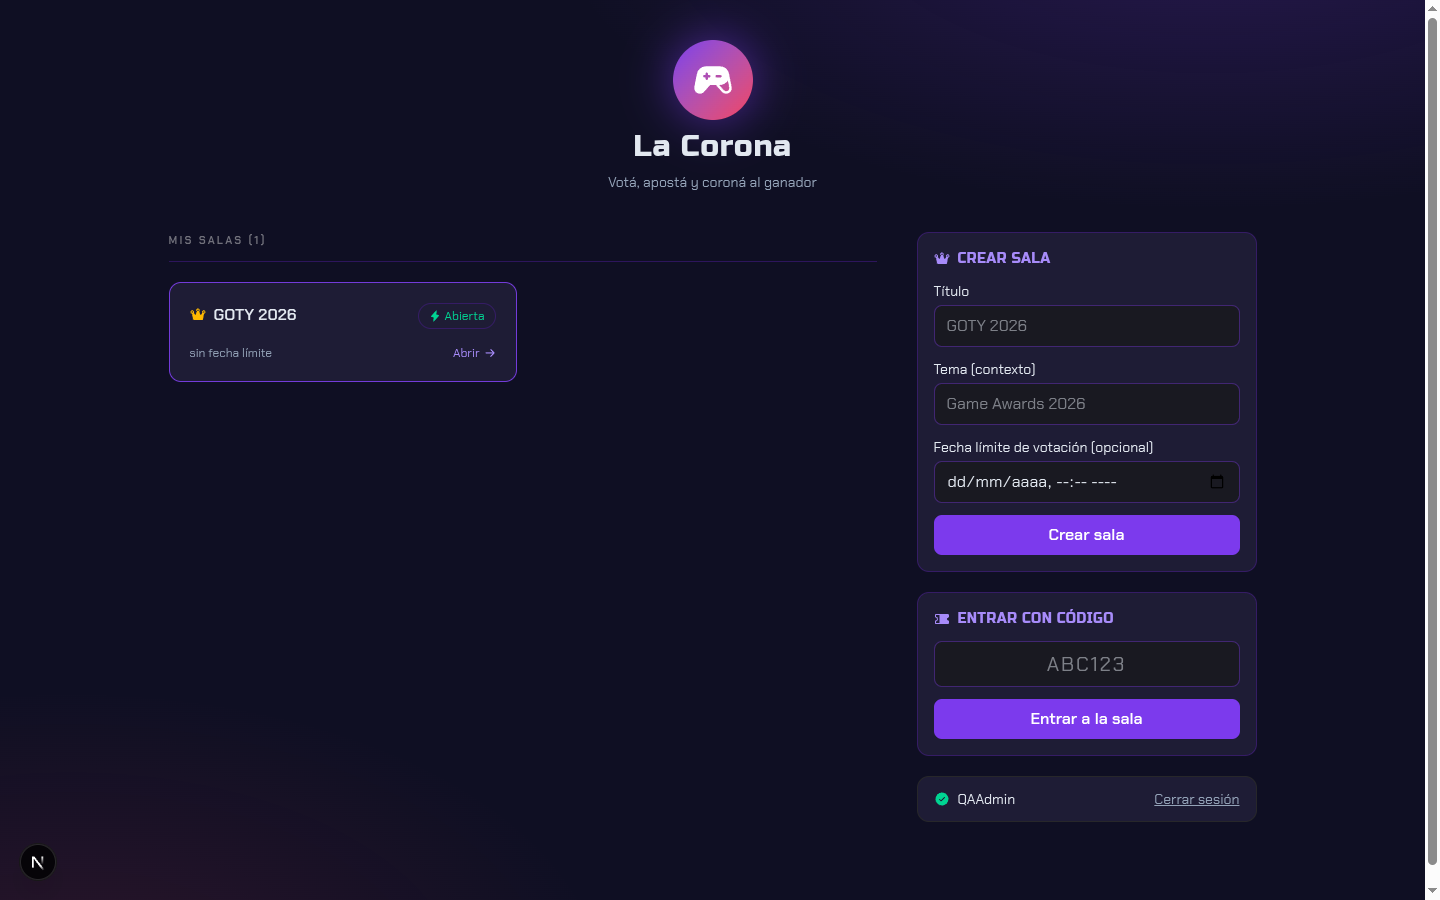 La Corona
Votá, apostá y coroná al ganador
MIS SALAS (1)
GOTY 2026
Abierta
sin fecha límite
Abrir →
CREAR SALA
Título
GOTY 2026
Tema (contexto)
Game Awards 2026
Fecha límite de votación (opcional)
dd/mm/aaaa, --:-- ----
Crear sala
ENTRAR CON CÓDIGO
ABC123
Entrar a la sala
QAAdmin
Cerrar sesión
N